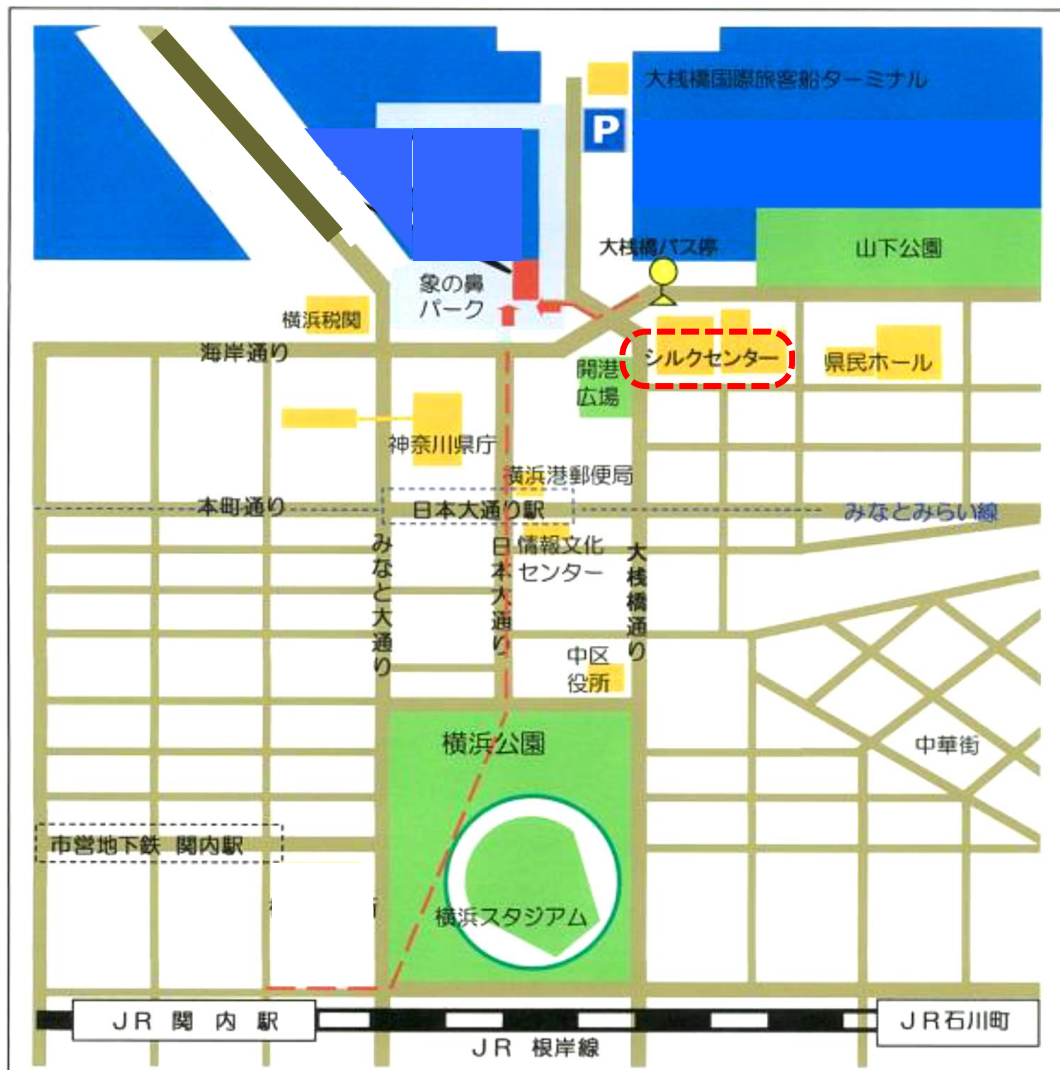 大桟橋国際旅客船ターミナル
P
大桟橋バス停
山下公園
象の鼻
パーク
横浜税関
海岸通り
シルクセンター
県民ホール
開港
広場
神奈川県庁
横浜港郵便局
本町通り
日本大通り駅
みなとみらい線
みなと大通り
日本大通り
情報文化
センター
大桟橋通り
中区
役所
横浜公園
中華街
市営地下鉄 関内駅
横浜スタジアム
JR 関 内 駅
JR石川町
JR 根岸線